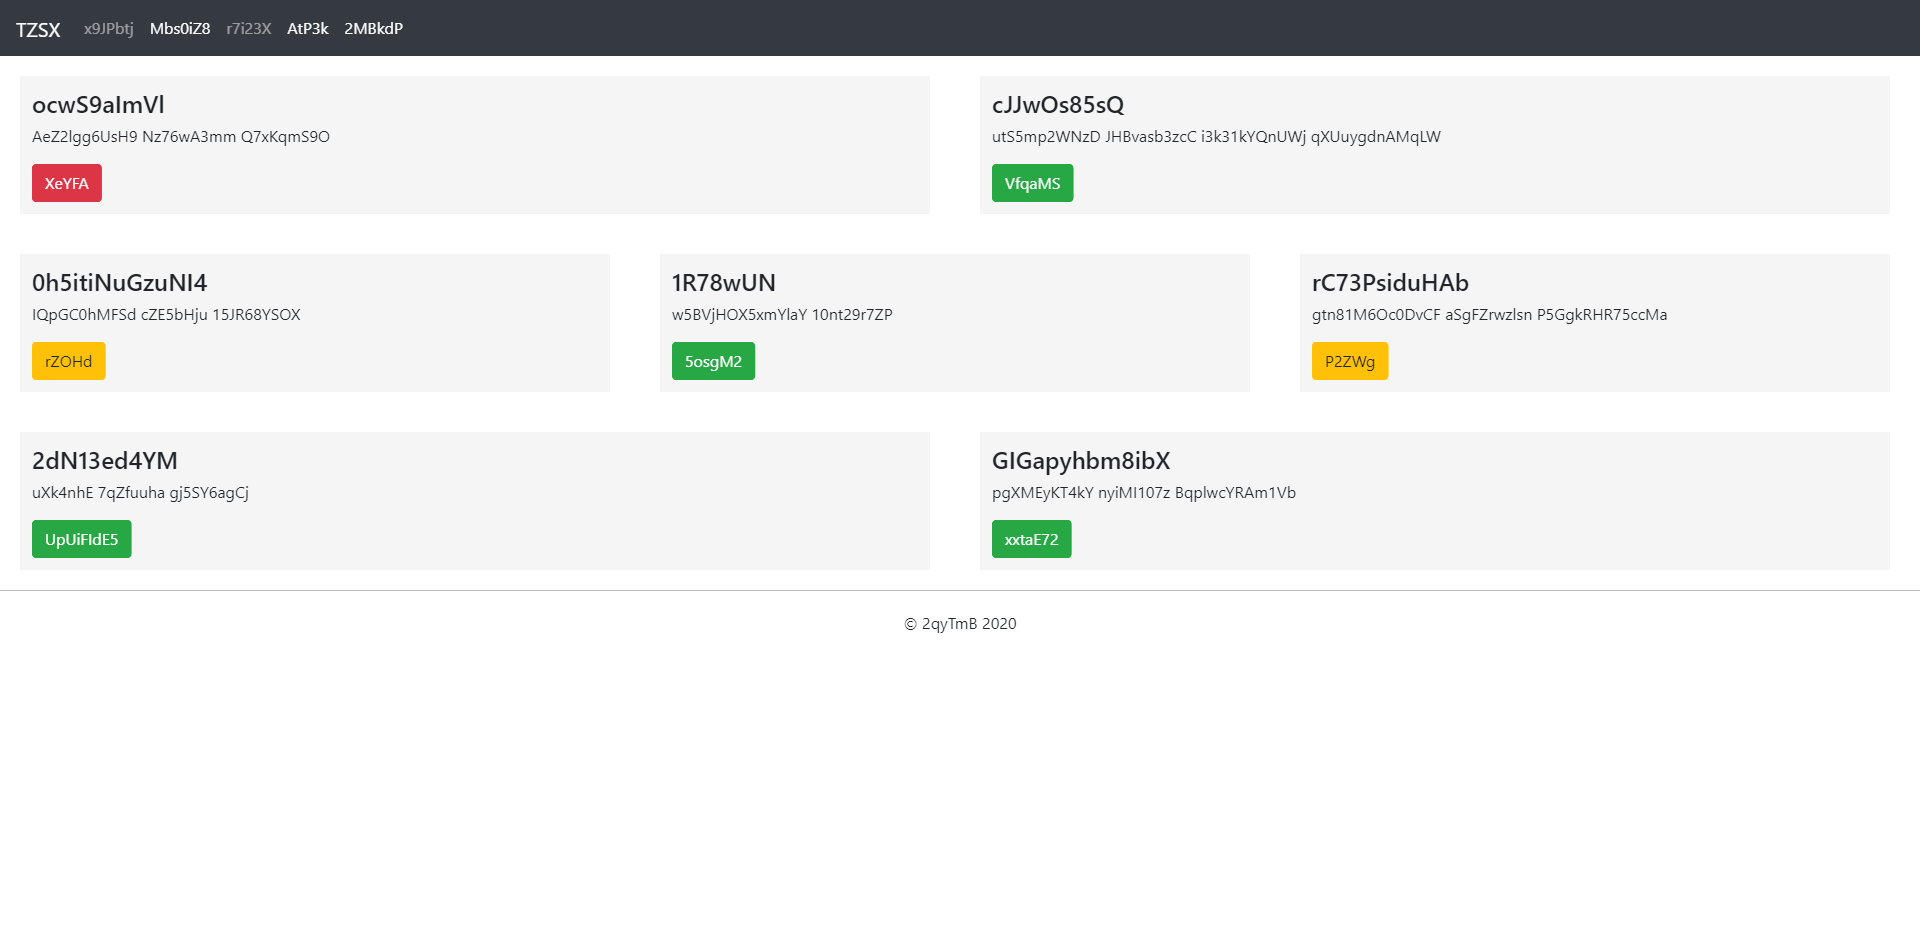 TZSX x9JPbtj Mbs0iZ8 r7i23X AtP3k 2MBkdP
ocwS9aImVl
AeZ2lgg6UsH9 Nz76wA3mm Q7xKqmS9O
XeYFA
cJJwOs85sQ
utS5mp2WNzD JHBvasb3zcC i3k31kYQnUWj qXUuygdnAMqLW
VfqaMS
0h5itiNuGzuNI4
IQpGC0hMFSd cZE5bHju 15JR68YSOX
rZOHd
1R78wUN
w5BVjHOX5xmYlaY 10nt29r7ZP
5osgM2
rC73PsiduHAb
gtn81M6Oc0DvCF aSgFZrwzlsn P5GgkRHR75ccMa
P2ZWg
2dN13ed4YM
uXk4nhE 7qZfuuha gj5SY6agCj
UpUiFIdE5
GIGapyhbm8ibX
pgXMEyKT4kY nyiMI107z BqplwcYRAm1Vb
xxtaE72
© 2qyTmB 2020